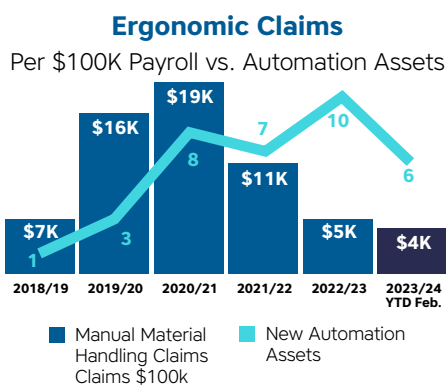 Ergonomic Claims
Per $100K Payroll vs. Automation Assets
$7K
$16K
$19K
$11K
$5K
$4K
1
3
8
7
10
6
2018/19
2019/20
2020/21
2021/22
2022/23
2023/24
YTD Feb.
Manual Material
Handling Claims
Claims $100k
New Automation
Assets